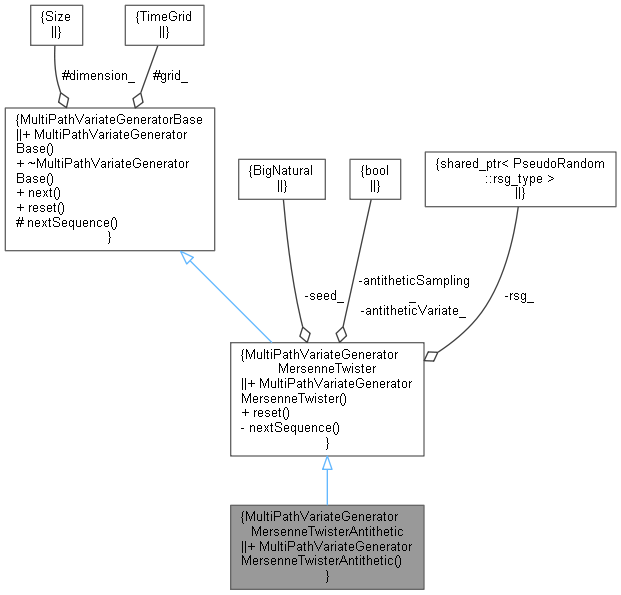 {Size
||}
{TimeGrid
||}
#dimension_
#grid_
{MultiPathVariateGeneratorBase
||+ MultiPathVariateGenerator
Base()
+ ~MultiPathVariateGenerator
Base()
+ next()
+ reset()
# nextSequence()
}
{BigNatural
||}
{bool
||}
{shared_ptr< PseudoRandom
::rsg_type >
||}
-seed_
-antitheticSampling
_
-antitheticVariate_
-rsg_
{MultiPathVariateGenerator
MersenneTwister
||+ MultiPathVariateGenerator
MersenneTwister()
+ reset()
- nextSequence()
}
{MultiPathVariateGenerator
MersenneTwisterAntithetic
||+ MultiPathVariateGenerator
MersenneTwisterAntithetic()
}